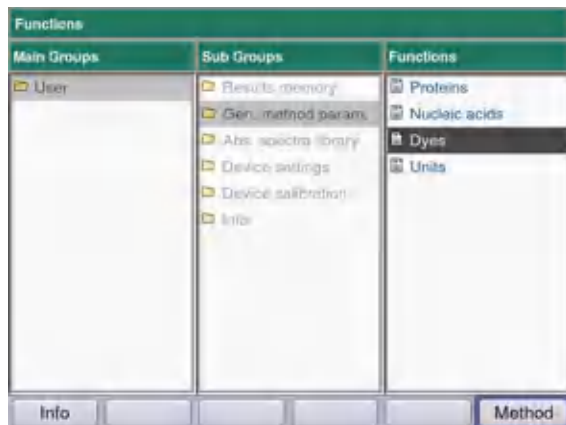 Functions
Main Groups
User
Sub Groups
Results memory
Gen. method param.
Abs. spectra library
Device settings
Device calibration
Info
Functions
Proteins
Nucleic acids
Dyes
Units
Info
Method